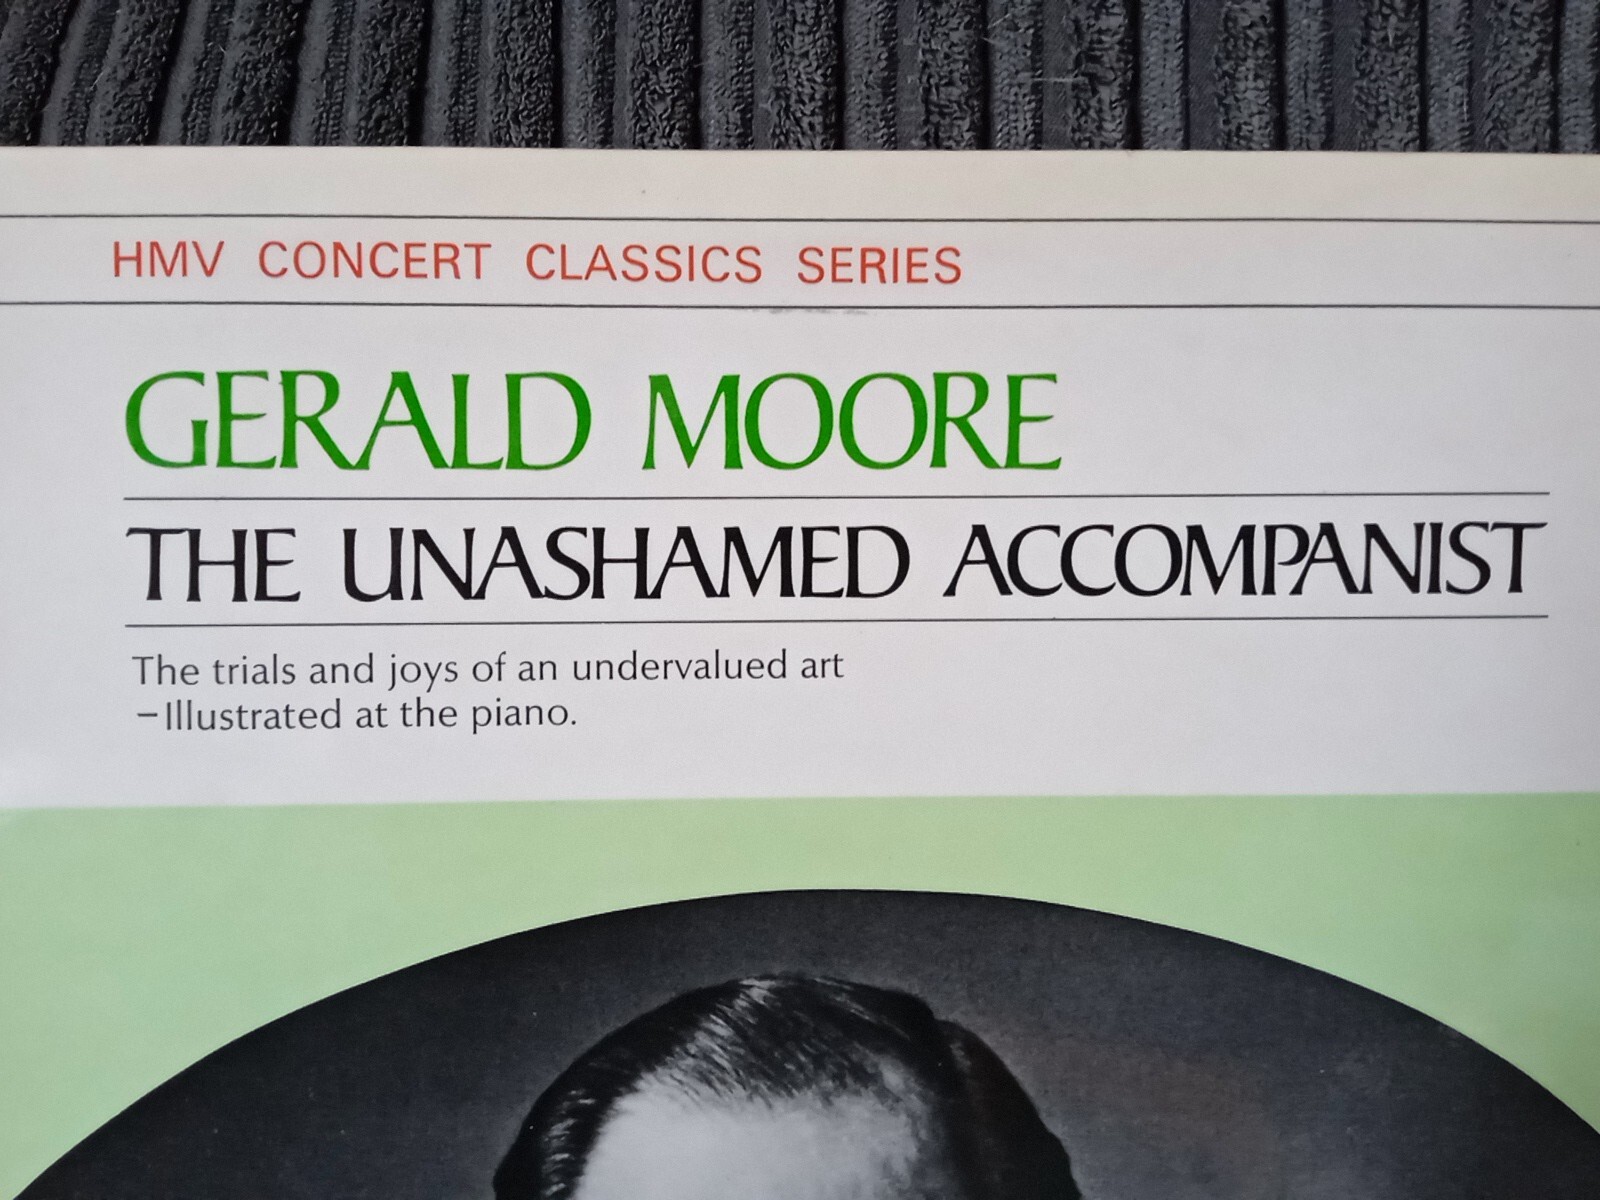 HMV CONCERT CLASSICS SERIES
GERALD MOORE
THE UNASHAMED ACCOMPANIST
The trials and joys of an undervalued art
–Illustrated at the piano.